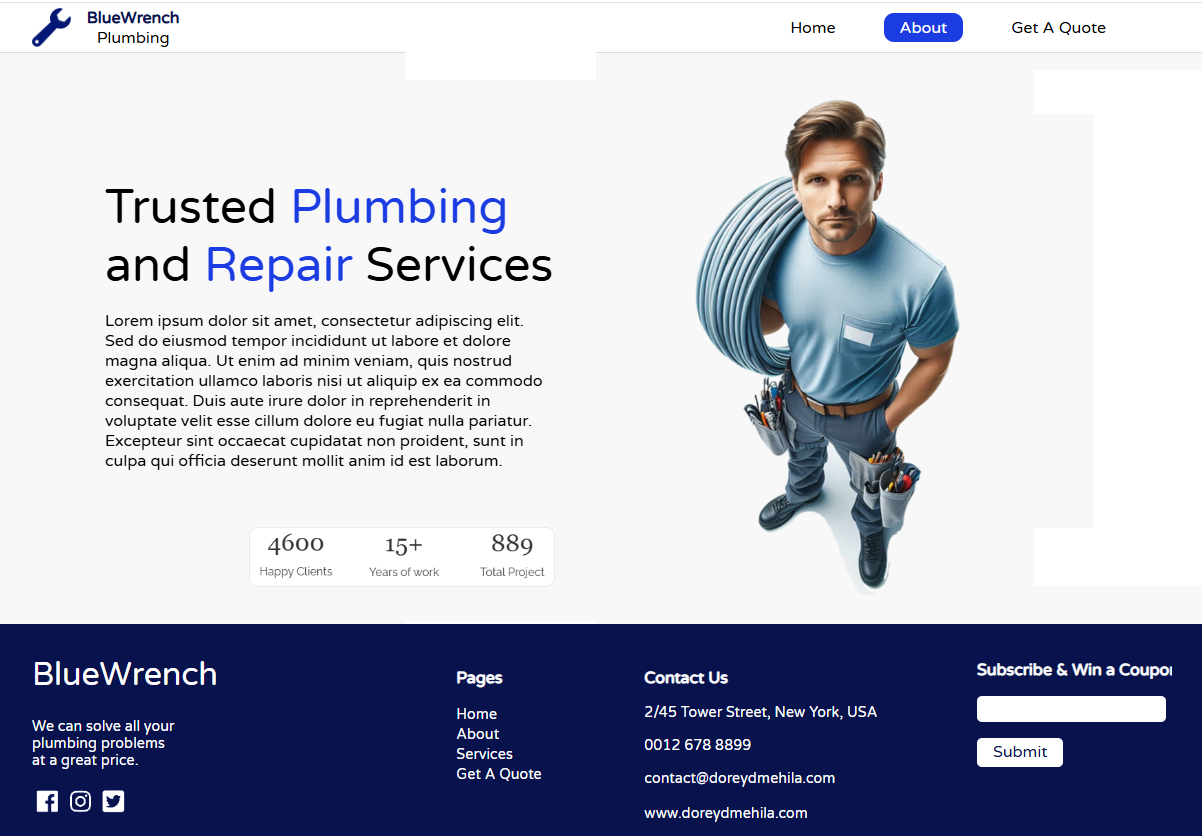 BlueWrench
Plumbing
Home
About
Get A Quote
Trusted Plumbing
and Repair Services
Lorem ipsum dolor sit amet, consectetur adipiscing elit.
Sed do eiusmod tempor incididunt ut labore et dolore
magna aliqua. Ut enim ad minim veniam, quis nostrud
exercitation ullamco laboris nisi ut aliquip ex ea commodo
consequat. Duis aute irure dolor in reprehenderit in
voluptate velit esse cillum dolore eu fugiat nulla pariatur.
Excepteur sint occaecat cupidatat non proident, sunt in
culpa qui officia deserunt mollit anim id est laborum.
4600
Happy Clients
15+
Years of work
889
Total Project
BlueWrench
We can solve all your
plumbing problems
at a great price.
Pages
Home
About
Services
Get A Quote
Contact Us
2/45 Tower Street, New York, USA
0012 678 8899
contact@doreydmehila.com
www.doreydmehila.com
Subscribe & Win a Coupon
Submit